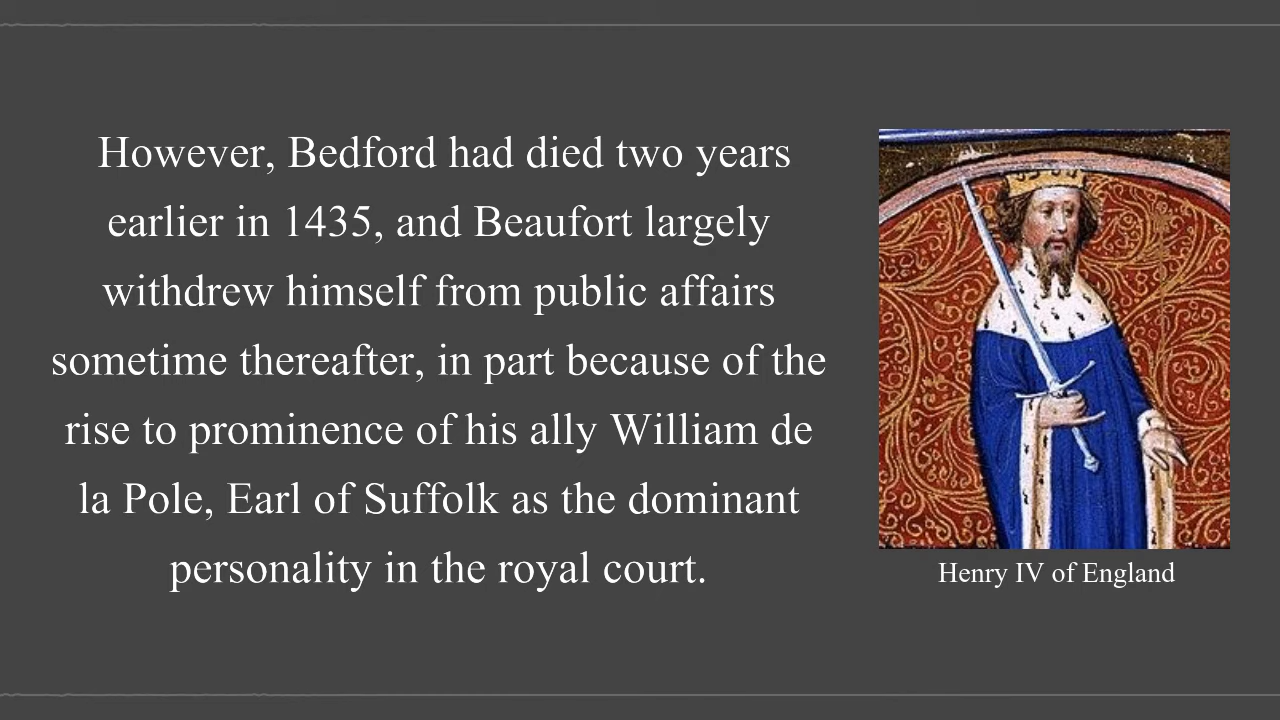 However, Bedford had died two years
earlier in 1435, and Beaufort largely
withdrew himself from public affairs
sometime thereafter, in part because of the
rise to prominence of his ally William de
la Pole, Earl of Suffolk as the dominant
personality in the royal court.
Henry IV of England